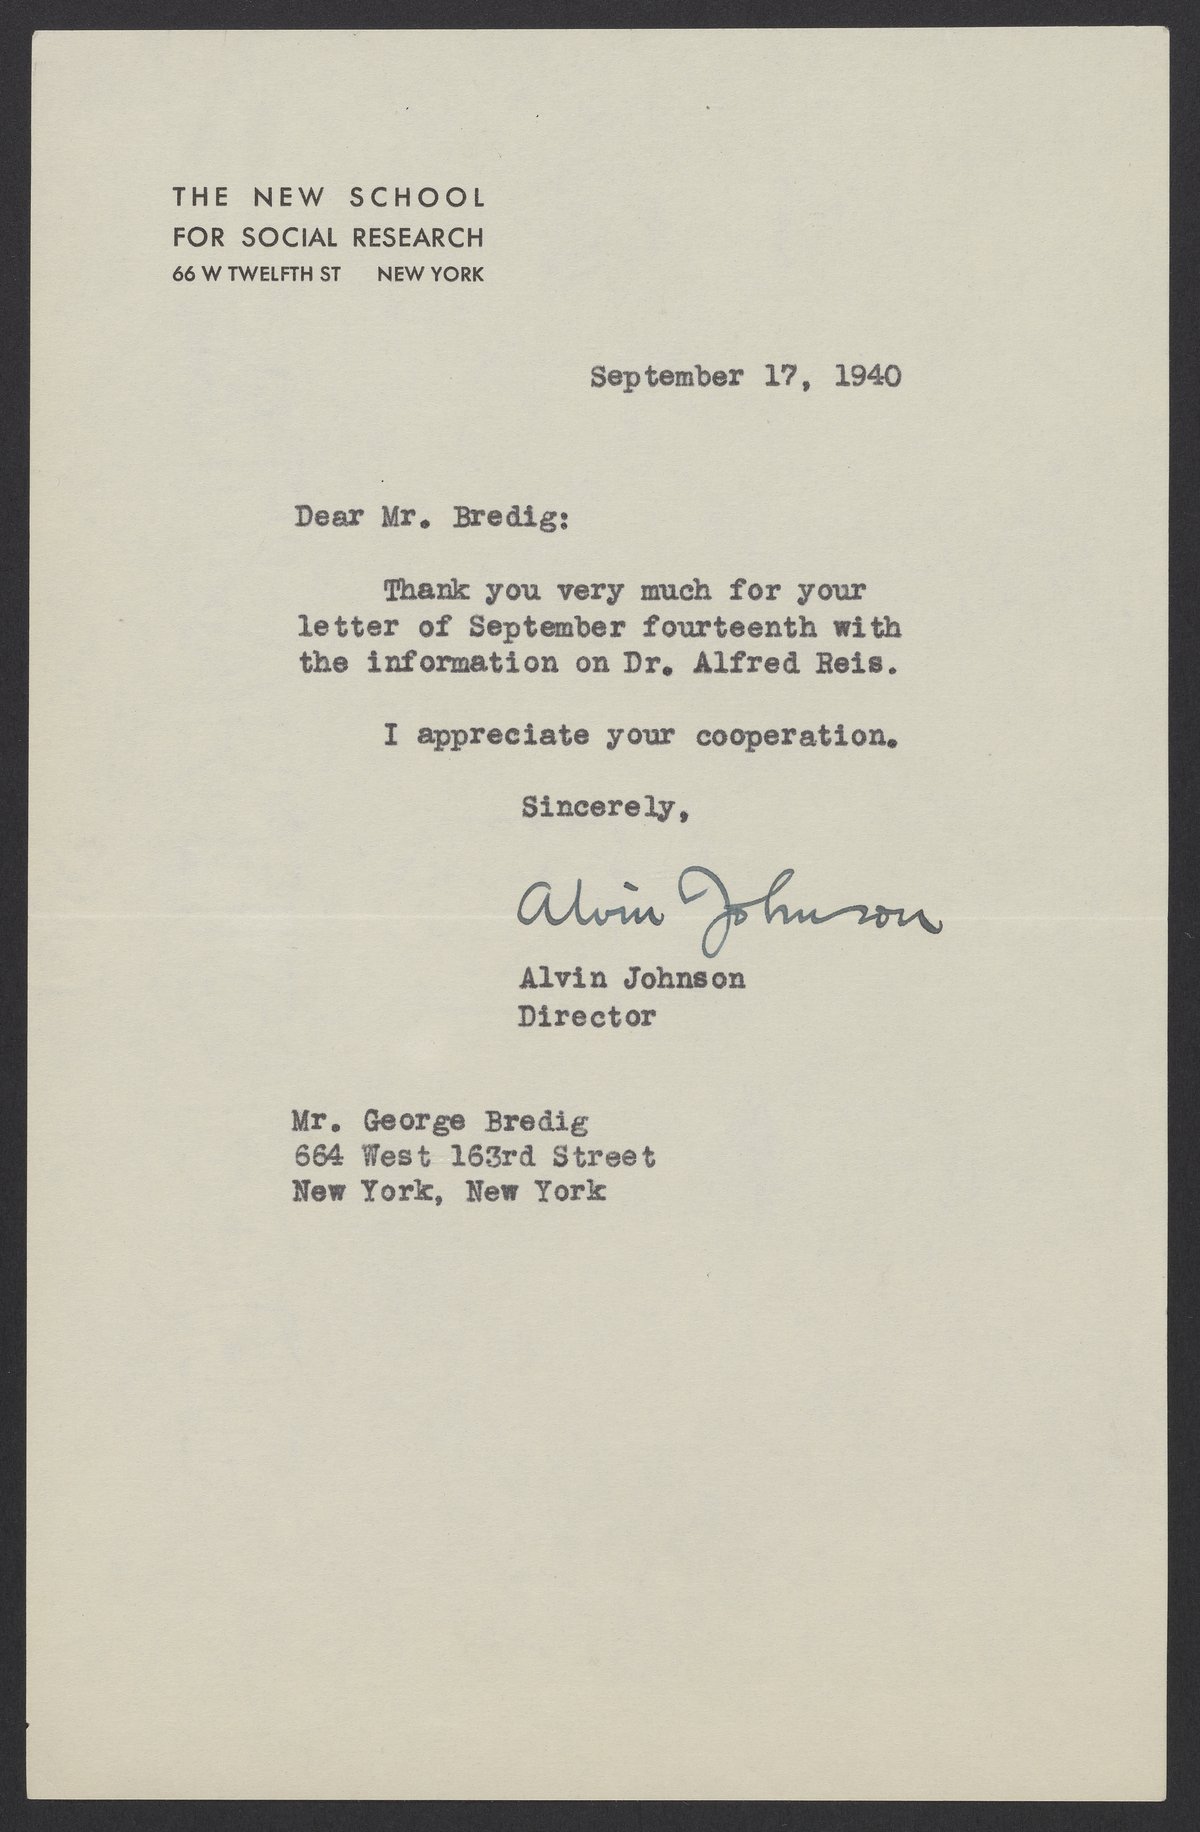 THE NEW SCHOOL
FOR SOCIAL RESEARCH
66 W TWELFTH ST NEW YORK
September 17, 1940
Dear Mr. Bredig:
Thank you very much for your
letter of September fourteenth with
the information on Dr. Alfred Reis.
I appreciate your cooperation.
Sincerely,
Alvin Johnson
Alvin Johnson
Director
Mr. George Bredig
664 West 163rd Street
New York, New York